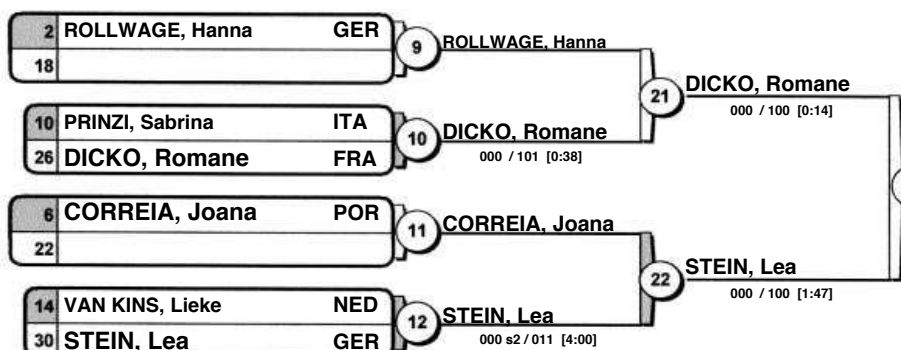 2 ROLLWAGE, Hanna GER
18
9 ROLLWAGE, Hanna
10 PRINZI, Sabrina ITA
26 DICKO, Romane FRA
10 DICKO, Romane
000 / 101 [0:38]
21 DICKO, Romane
000 / 100 [0:14]
6 CORREIA, Joana POR
22
11 CORREIA, Joana
14 VAN KINS, Lieke NED
30 STEIN, Lea GER
12 STEIN, Lea
000 s2 / 011 [4:00]
22 STEIN, Lea
000 / 100 [1:47]